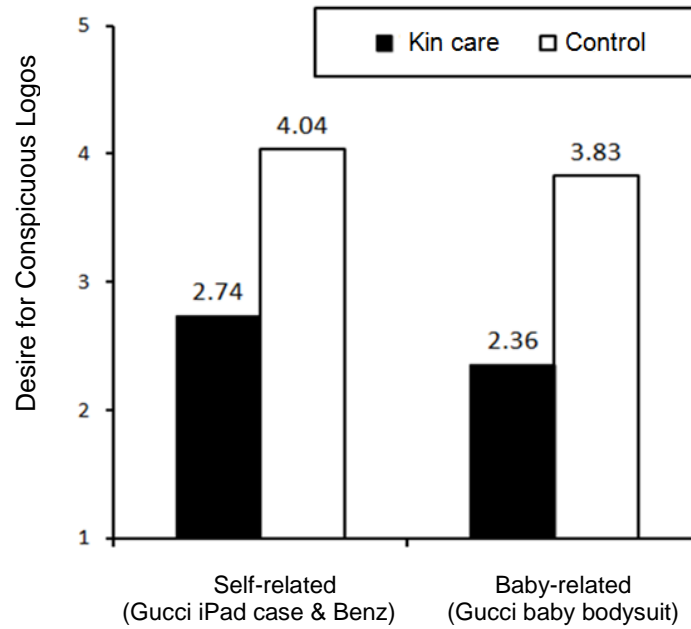 5
Kin care
Control
4.04
4
3.83
Desire for Conspicuous Logos
3
2.74
2.36
2
1
Self-related
(Gucci iPad case & Benz)
Baby-related
(Gucci baby bodysuit)